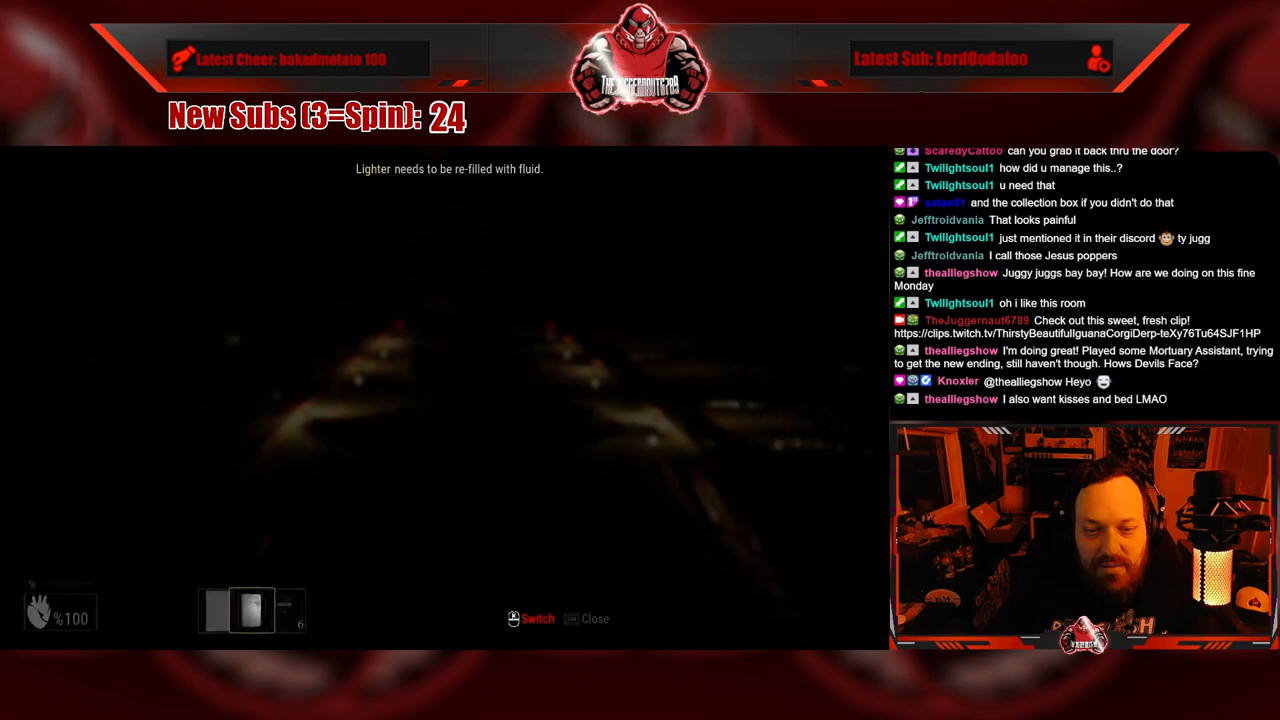 Latest Cheer: bakedmotato 100
THEJUGGERNAUT6789
Latest Sub: LordOodaloo
New Subs (3=Spin): 24
Lighter needs to be re-filled with fluid.
ScaredyCattoo can you grab it back thru the door?
Twilightsoul1 how did u manage this..?
Twilightsoul1 u need that
satan81 and the collection box if you didn't do that
Jefftroidvania That looks painful
Twilightsoul1 just mentioned it in their discord ty jugg
Jefftroidvania I call those Jesus poppers
thealliegshow Juggy juggs bay bay! How are we doing on this fine
Monday
Twilightsoul1 oh i like this room
TheJuggernaut6789 Check out this sweet, fresh clip!
https://clips.twitch.tv/ThirstyBeautifulIguanaCorgiDerp-teXy76Tu64SJF1HP
thealliegshow I'm doing great! Played some Mortuary Assistant, trying
to get the new ending, still haven't though. Hows Devils Face?
Knoxler @thealliegshow Heyo
thealliegshow I also want kisses and bed LMAO
%100
6
Switch Close